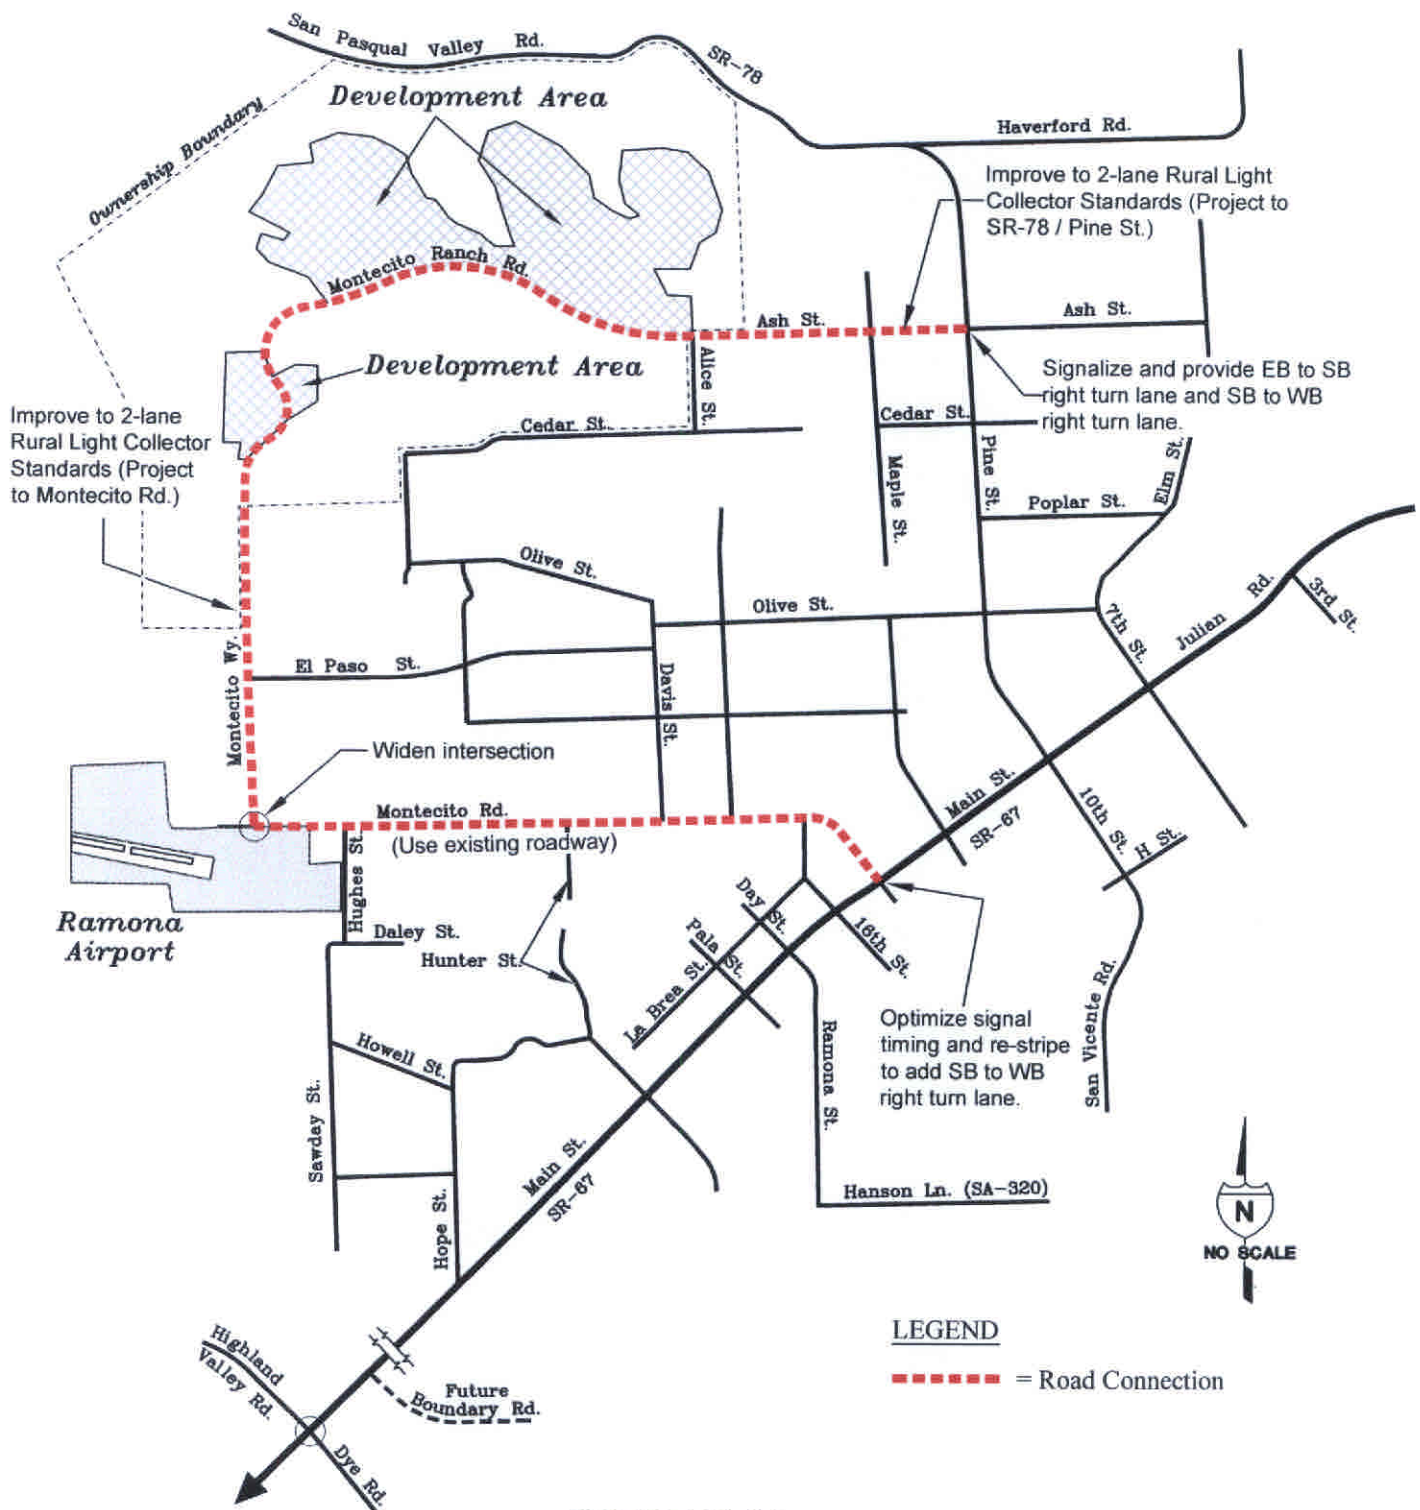 San Pasqual Valley Rd.
SR-78
Development Area
Ownership Boundary
Haverford Rd.
Improve to 2-lane Rural Light
Collector Standards (Project to
SR-78 / Pine St.)
Montecito Ranch Rd.
Ash St.
Ash St.
Development Area
Alice St.
Signalize and provide EB to SB
right turn lane and SB to WB
right turn lane.
Improve to 2-lane
Rural Light Collector
Standards (Project
to Montecito Rd.)
Cedar St.
Cedar St.
Maple St.
Pine St.
Elm St.
Poplar St.
Olive St.
Olive St.
7th St.
Julian Rd.
3rd St.
Montecito Wy.
El Paso St.
Davis St.
Widen intersection
Montecito Rd.
(Use existing roadway)
Main St.
SR-67
10th St.
H St.
Hughes St.
Ramona
Airport
Daley St.
Hunter St.
Day St.
Pala St.
16th St.
La Brea St.
Ramona St.
San Vicente Rd.
Optimize signal
timing and re-stripe
to add SB to WB
right turn lane.
Howell St.
Sawday St.
Main St.
SR-67
Hope St.
Hanson Ln. (SA-320)
N
NO SCALE
Highland
Valley Rd.
Future
Boundary Rd.
Dye Rd.
LEGEND
= Road Connection